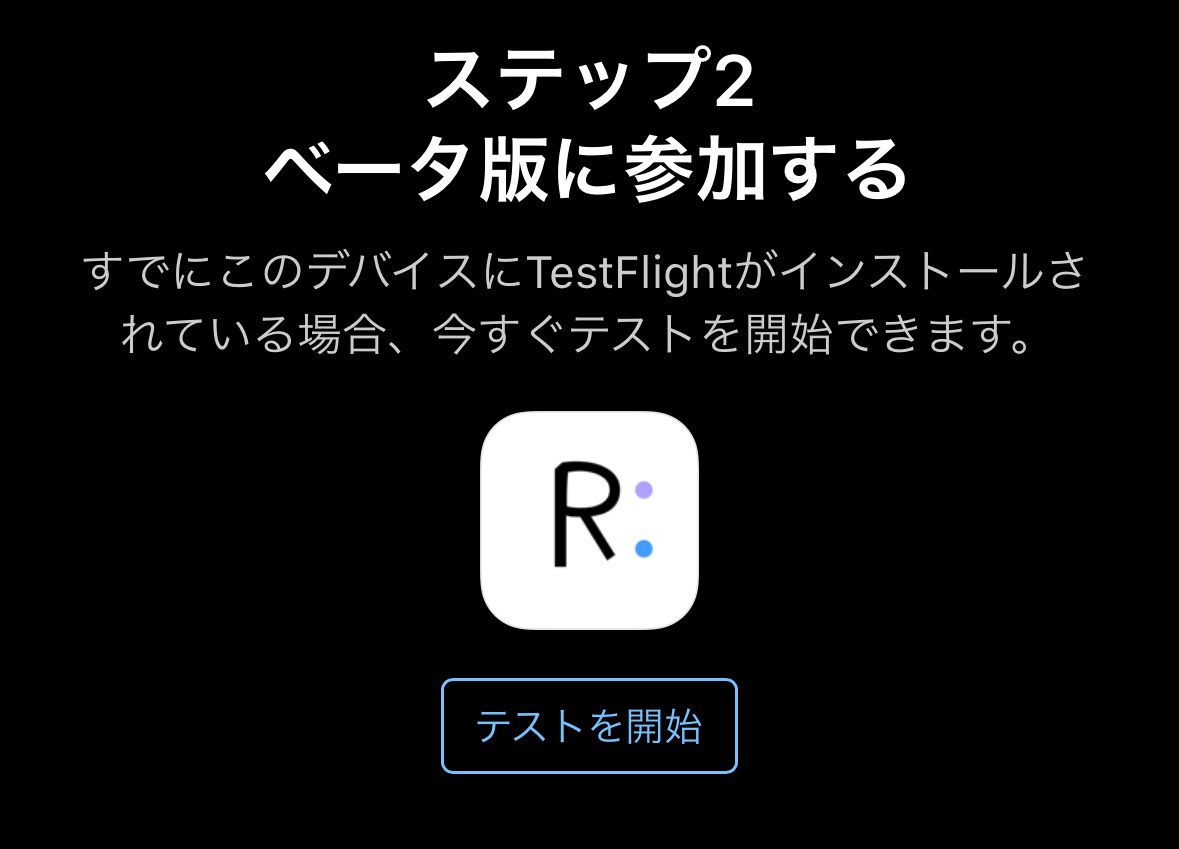 ステップ2
ベータ版に参加する
すでにこのデバイスにTestFlightがインストールさ
れている場合、今すぐテストを開始できます。
R:
テストを開始